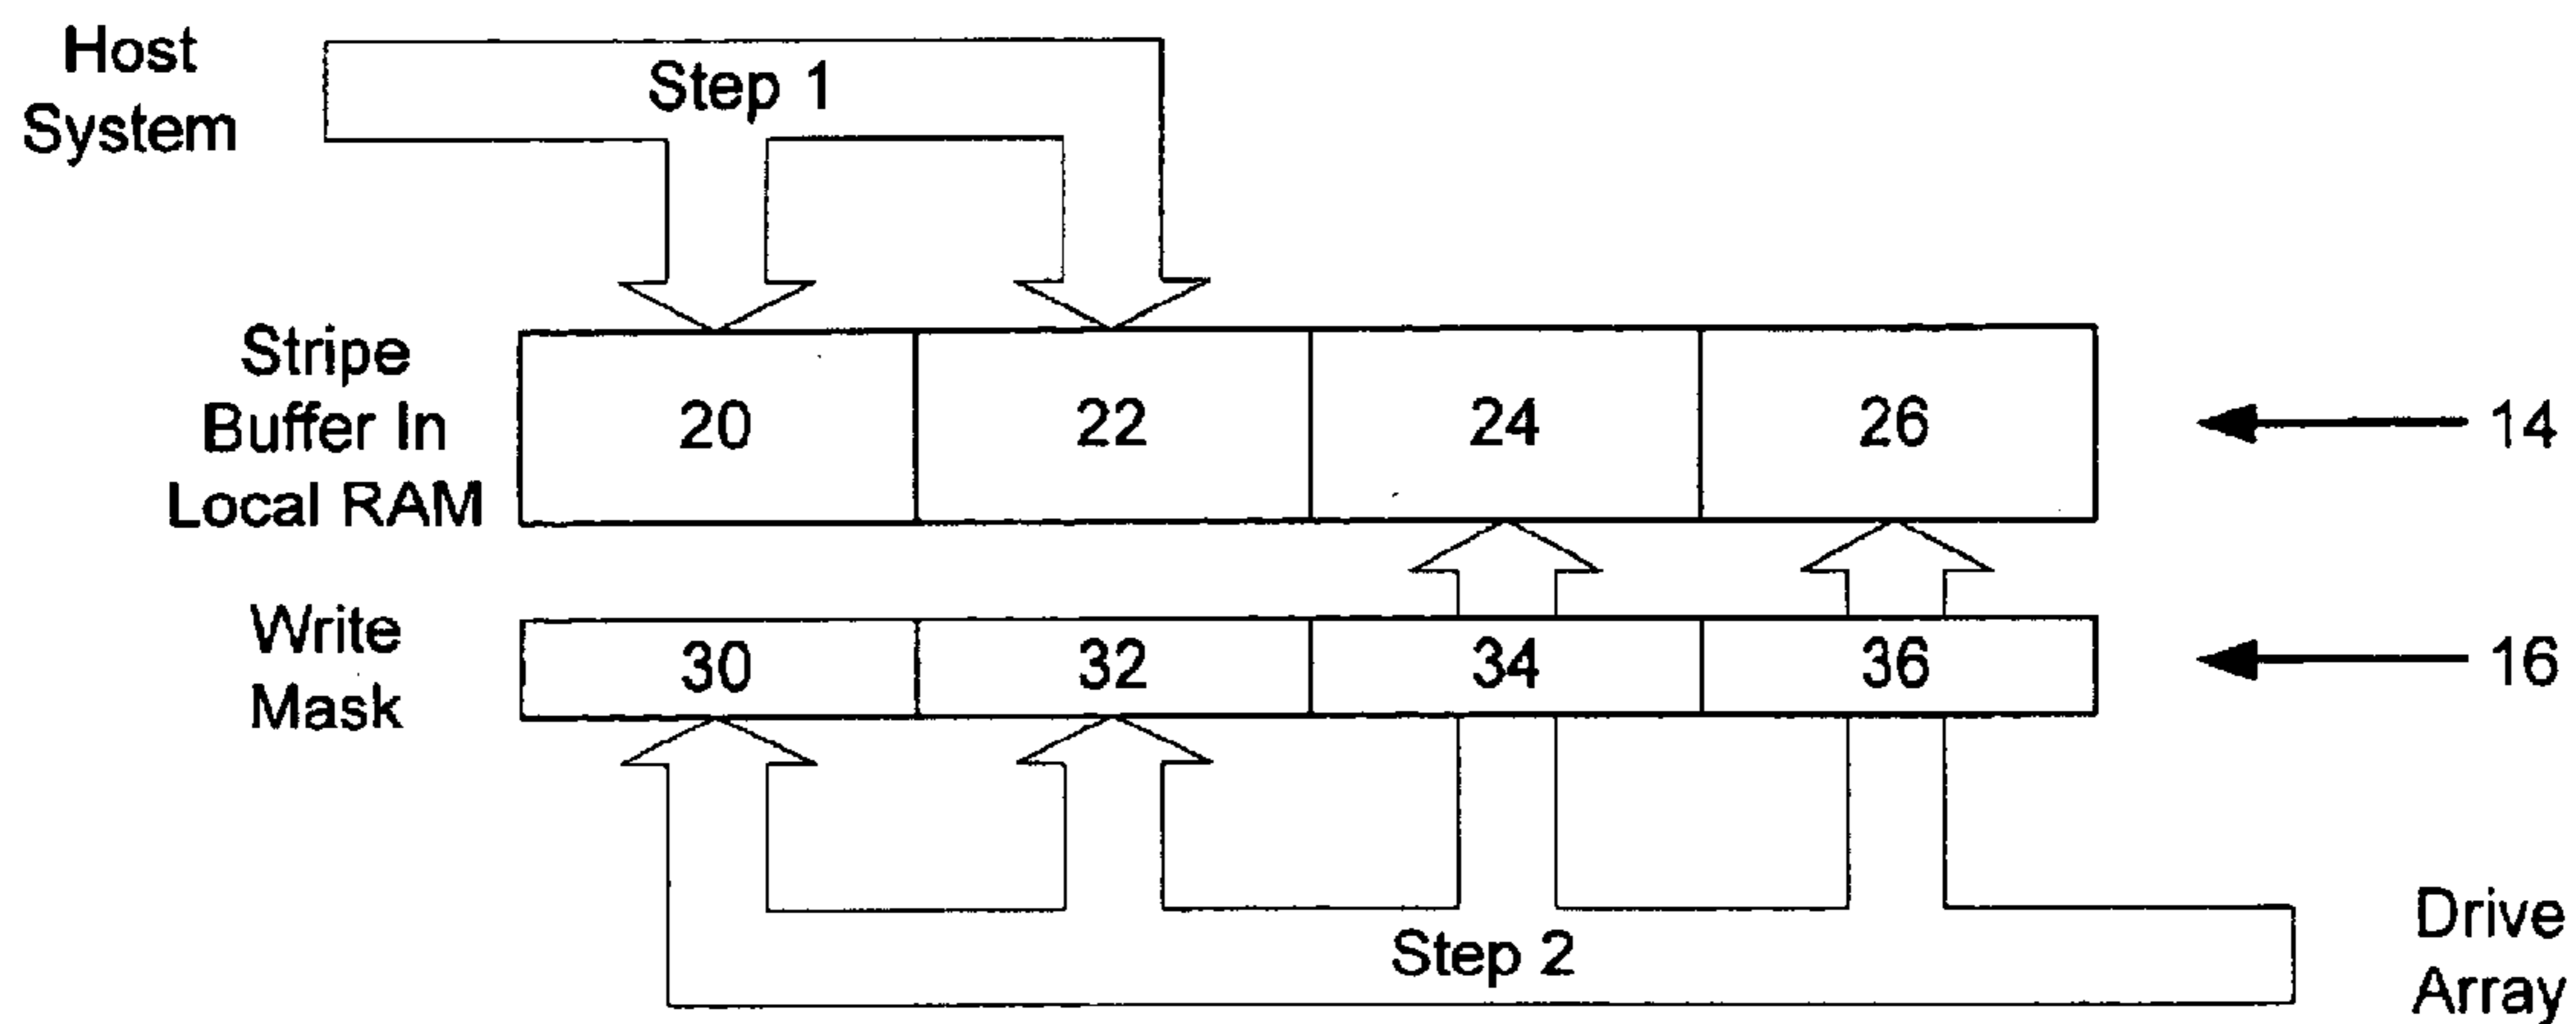 Host
System
Step 1
Stripe
Buffer In
Local RAM
20
22
24
26
14
Write
Mask
30
32
34
36
16
Step 2
Drive
Array